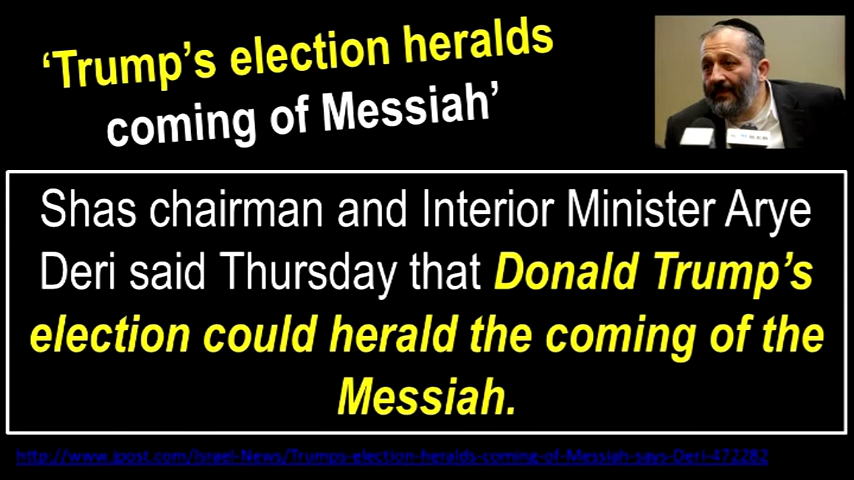 ‘Trump’s election heralds
coming of Messiah’
Shas chairman and Interior Minister Arye
Deri said Thursday that Donald Trump’s
election could herald the coming of the
Messiah.
http://www.jpost.com/Israel-News/Trumps-election-heralds-coming-of-Messiah-says-Deri-472282